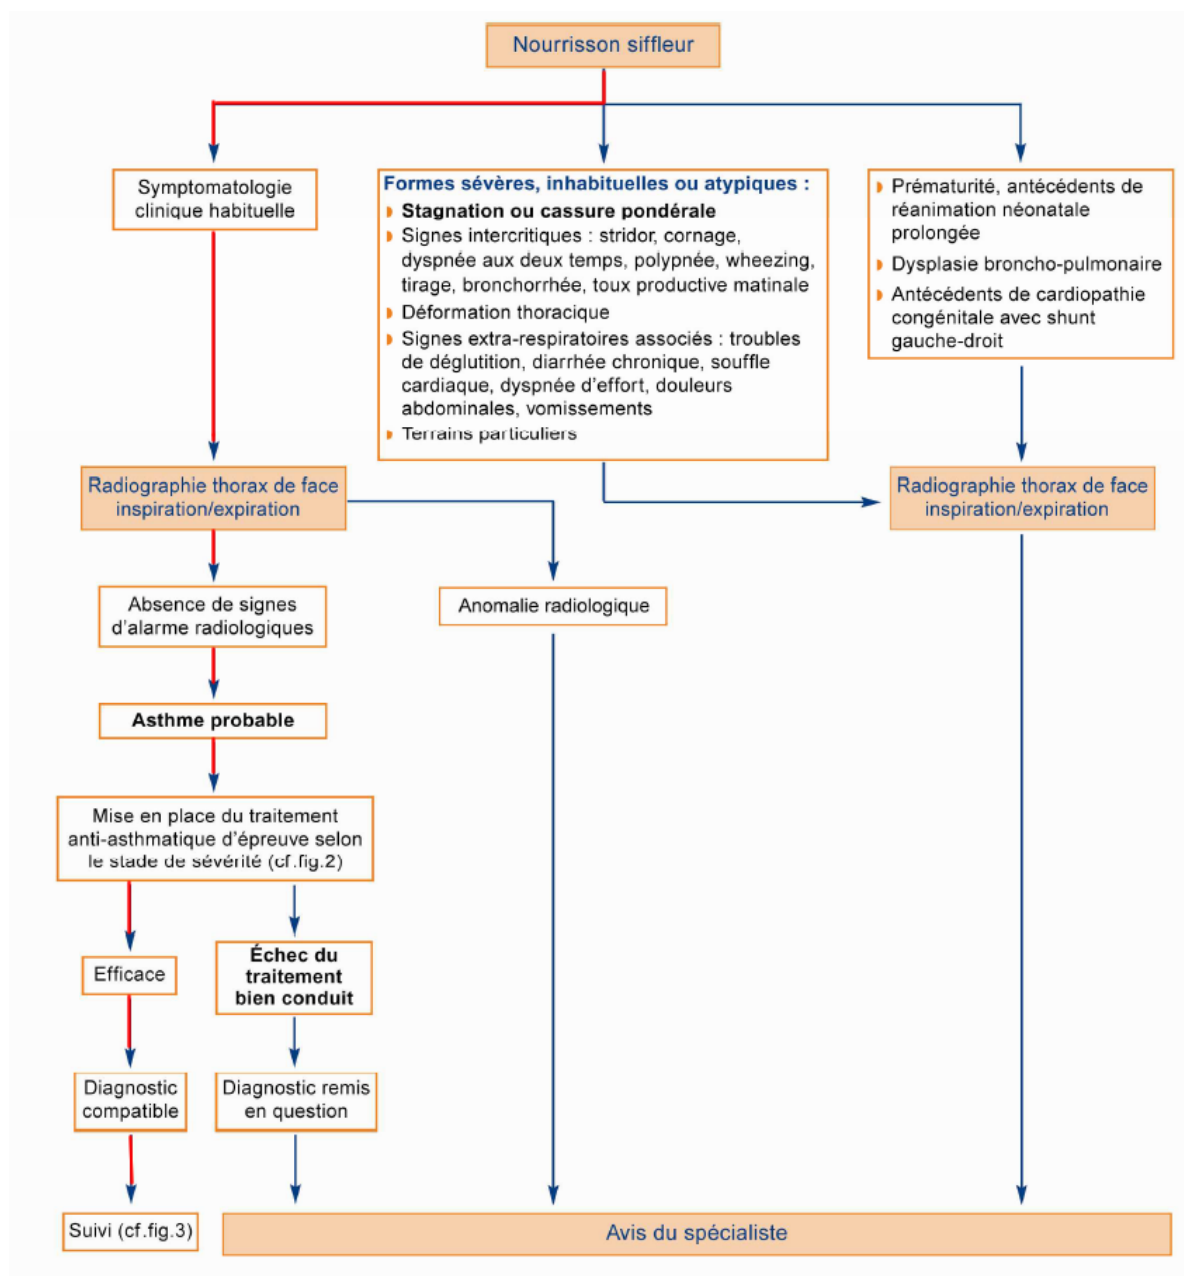 Nourrisson siffleur
Symptomatologie
clinique habituelle
Formes sévères, inhabituelles ou atypiques :
Stagnation ou cassure pondérale
Signes intercritiques : stridor, cornage,
dyspnée aux deux temps, polypnée, wheezing,
tirage, bronchorrhée, toux productive matinale
Déformation thoracique
Signes extra-respiratoires associés : troubles
de déglutition, diarrhée chronique, souffle
cardiaque, dyspnée d'effort, douleurs
abdominales, vomissements
Terrains particuliers
Prématurité, antécédents de
réanimation néonatale
prolongée
Dysplasie broncho-pulmonaire
Antécédents de cardiopathie
congénitale avec shunt
gauche-droit
Radiographie thorax de face
inspiration/expiration
Radiographie thorax de face
inspiration/expiration
Absence de signes
d'alarme radiologiques
Anomalie radiologique
Asthme probable
Mise en place du traitement
anti-asthmatique d'épreuve selon
le stade de sévérité (cf.fig.2)
Efficace
Échec du
traitement
bien conduit
Diagnostic
compatible
Diagnostic remis
en question
Suivi (cf.fig.3)
Avis du spécialiste